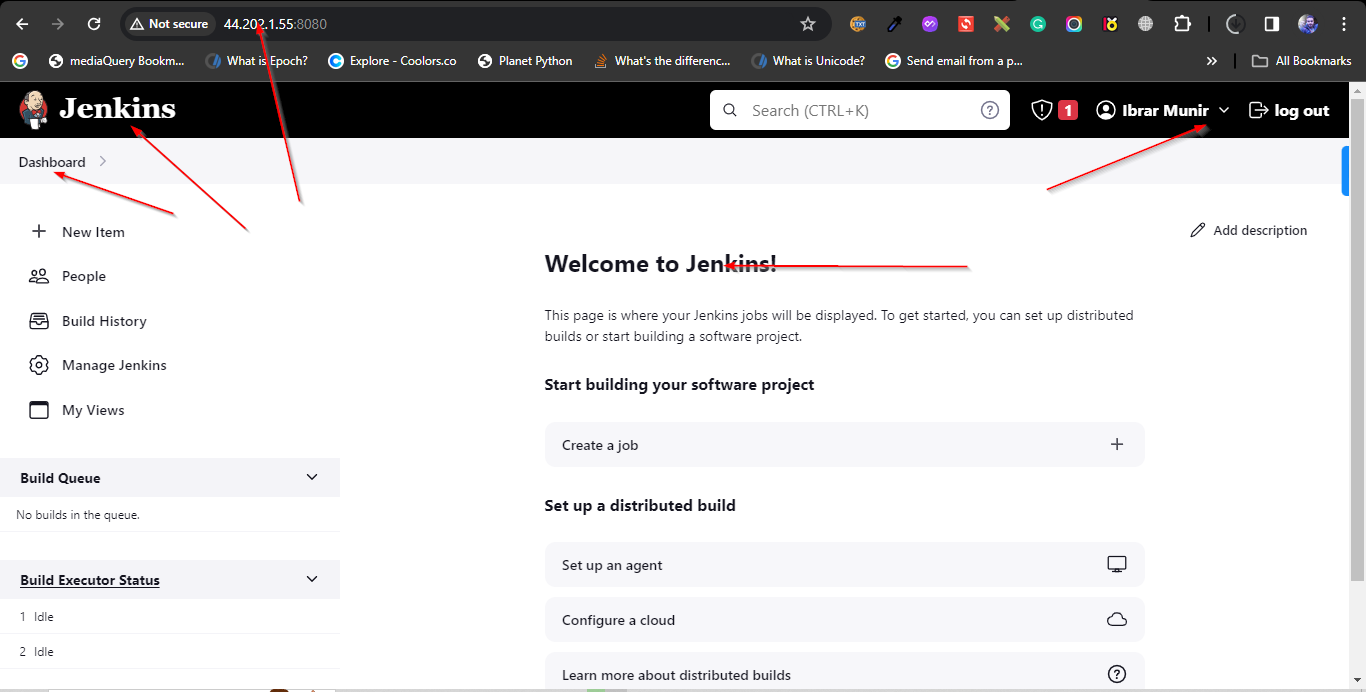 Not secure 44.202.1.55:8080
mediaQuery Bookm... What is Epoch? Explore - Coolors.co Planet Python What's the differenc... What is Unicode? Send email from a p... » All Bookmarks
Jenkins Search (CTRL+K) 1 Ibrar Munir log out
Dashboard
New Item
People
Build History
Manage Jenkins
My Views
Build Queue
No builds in the queue.
Build Executor Status
1 Idle
2 Idle
Add description
Welcome to Jenkins!
This page is where your Jenkins jobs will be displayed. To get started, you can set up distributed
builds or start building a software project.
Start building your software project
Create a job
Set up a distributed build
Set up an agent
Configure a cloud
Learn more about distributed builds